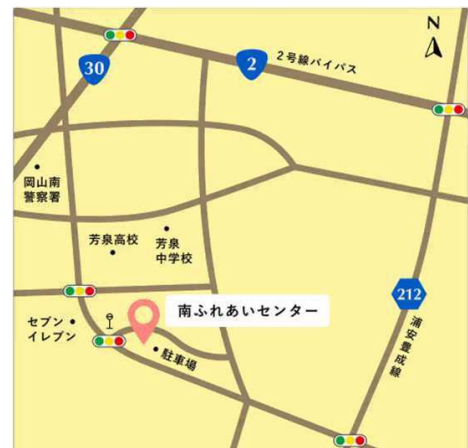 N
30
2
2号線バイパス
岡山南
警察署
芳泉高校
芳泉
中学校
212
浦安豊成線
南ふれあいセンター
セブン
イレブン
駐車場